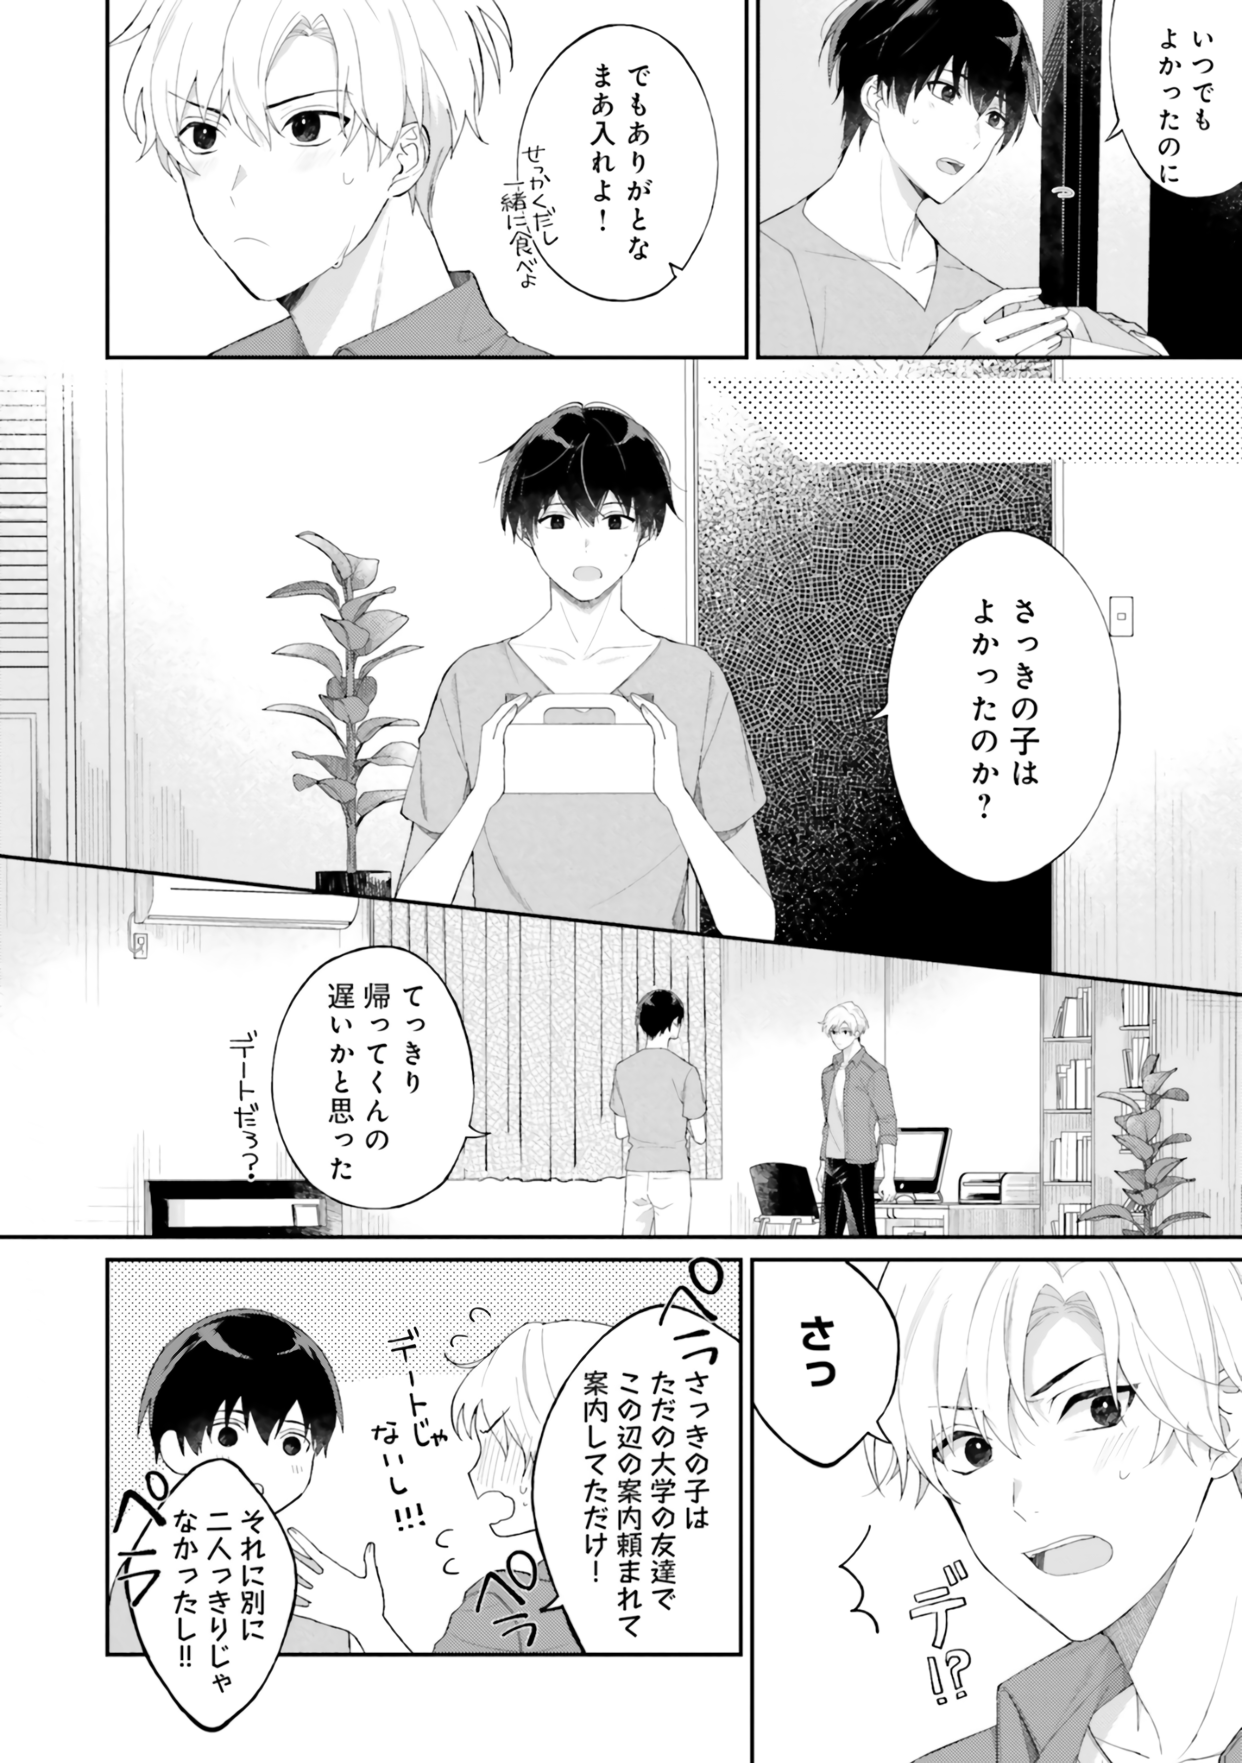 いつでも
よかったのに
でもありがとな
まあ入れよ!
せっかくだし
一緒に食べよ
さっきの子は
よかったのか?
てっきり
帰ってくんの
遅いかと思った
デートだろ?
さっ
デ!?
ペラ
さっきの子は
ただの大学の友達で
この辺の案内頼まれて
案内してただけ!
ペラ
デートじゃ
ないし!!!
ペラ
それに別に
二人っきりじゃ
なかったし!!